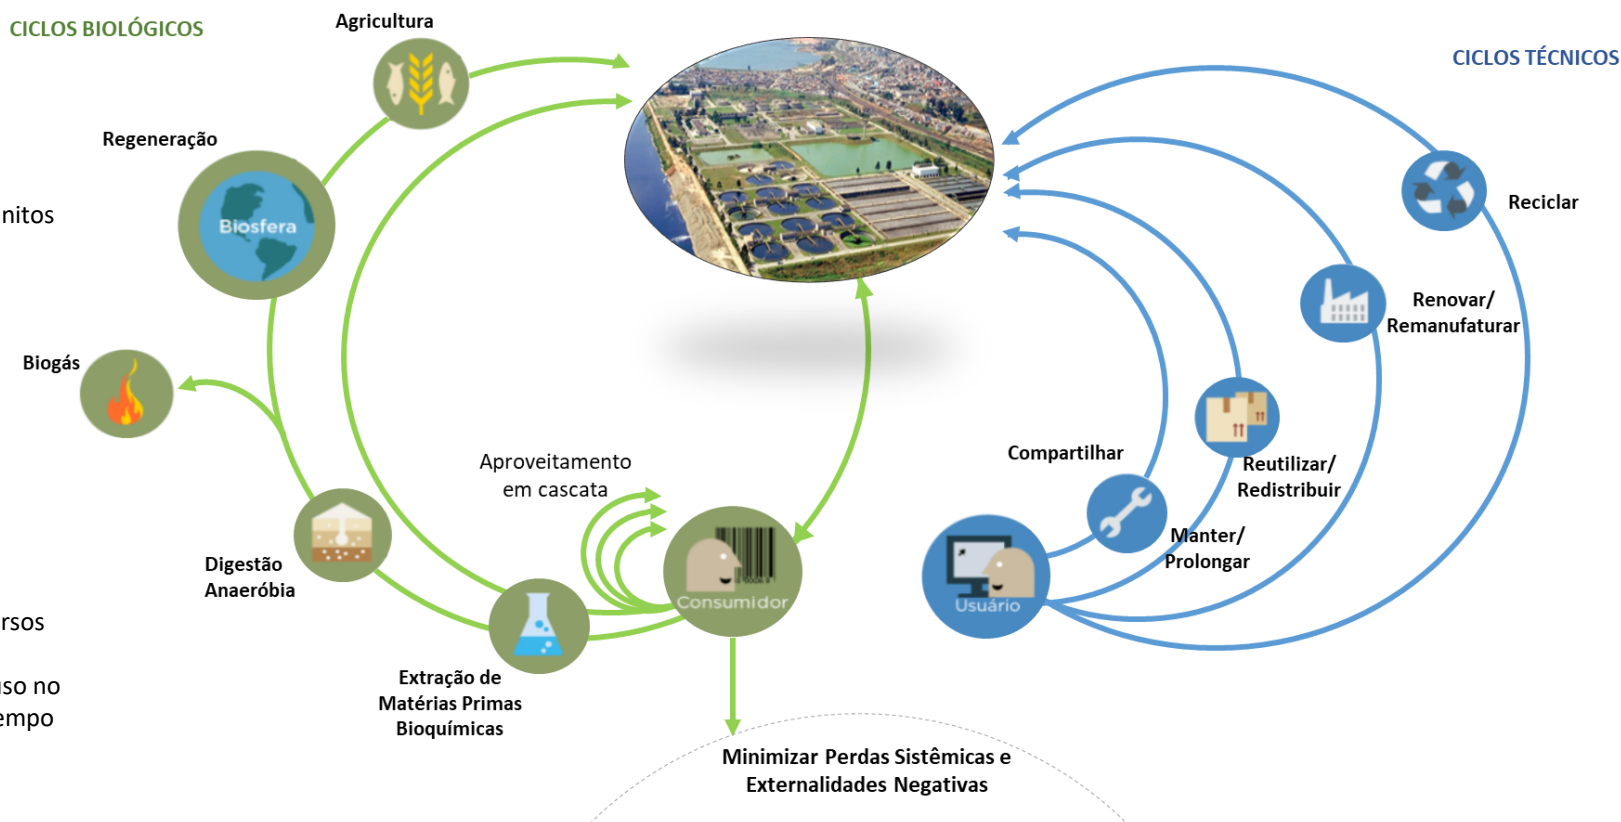 CICLOS BIOLÓGICOS
Agricultura
CICLOS TÉCNICOS
Regeneração
Biosfera
nitos
Reciclar
Renovar/
Remanufaturar
Biogás
Compartilhar
Aproveitamento
em cascata
Reutilizar/
Redistribuir
Manter/
Prolongar
Digestão
Anaeróbia
Consumidor
Usuário
rsos
Extração de
Matérias Primas
Bioquímicas
uso no
empo
Minimizar Perdas Sistêmicas e
Externalidades Negativas